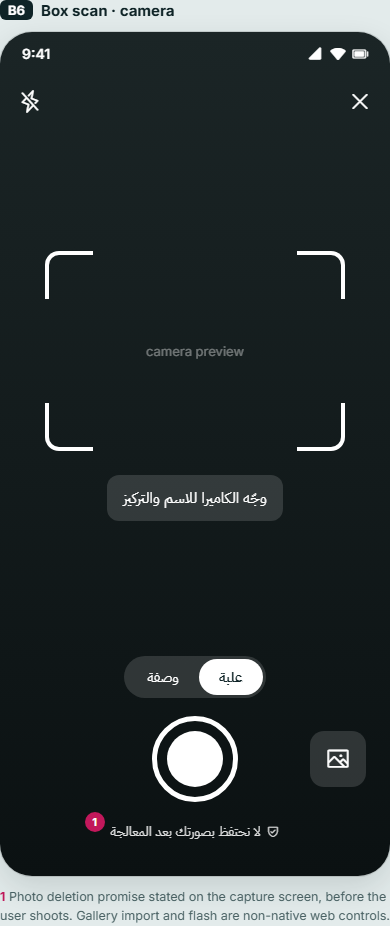 B6 Box scan · camera
9:41
camera preview
وجّه الكاميرا للاسم والتركيز
علبة
وصفة
لا نحتفظ بصورتك بعد المعالجة
1
1 Photo deletion promise stated on the capture screen, before the
user shoots. Gallery import and flash are non-native web controls.